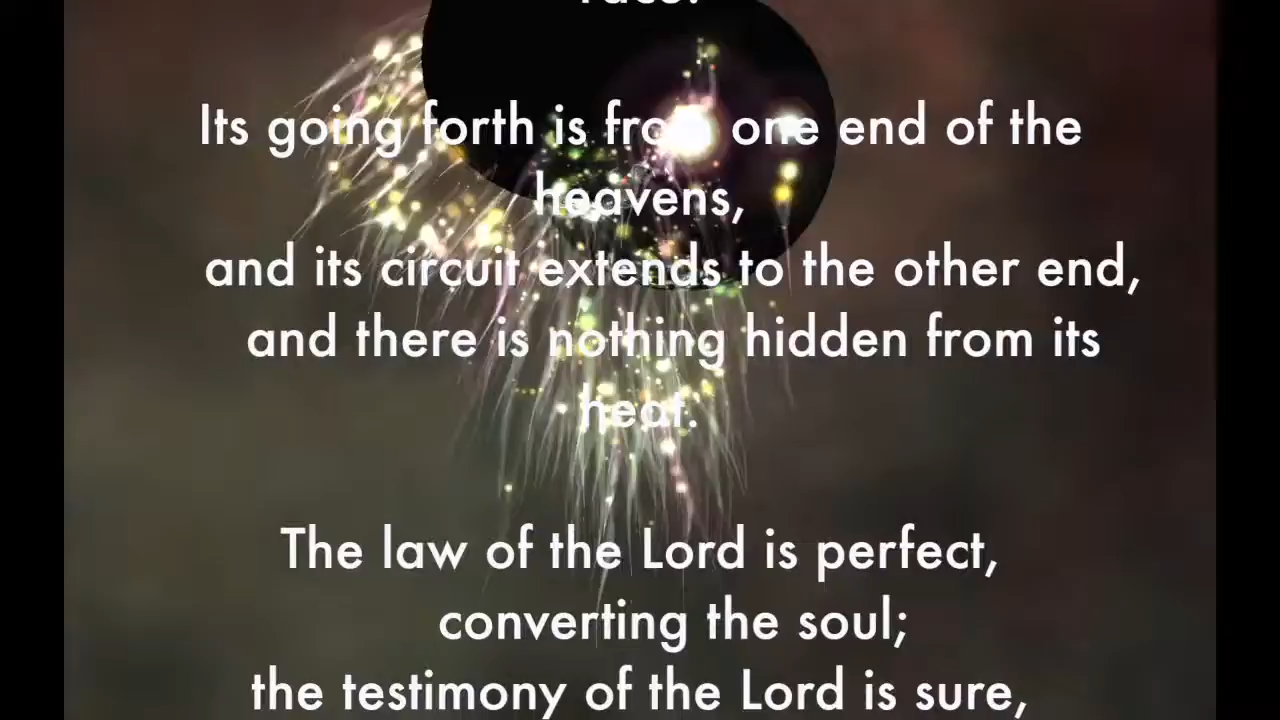 Its going forth is from one end of the
heavens,
and its circuit extends to the other end,
and there is nothing hidden from its
heat.
The law of the Lord is perfect,
converting the soul;
the testimony of the Lord is sure,